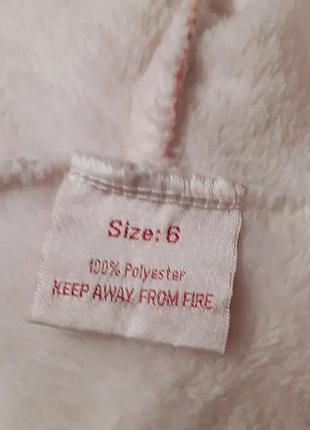 Size: 6
100% Polyester
KEEP AWAY FROM FIRE